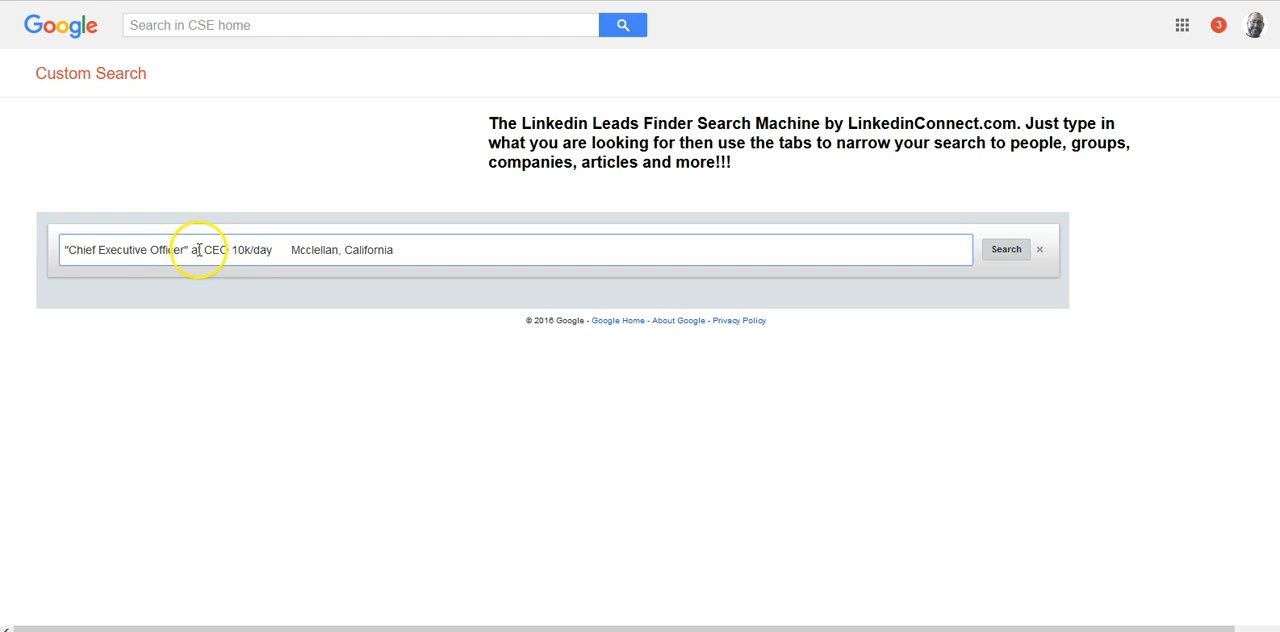 Google
Search in CSE home
3
Custom Search
The Linkedin Leads Finder Search Machine by LinkedinConnect.com. Just type in
what you are looking for then use the tabs to narrow your search to people, groups,
companies, articles and more!!!
"Chief Executive Officer" at CEO 10k/day Mcclellan, California
Search
×
© 2016 Google - Google Home - About Google - Privacy Policy